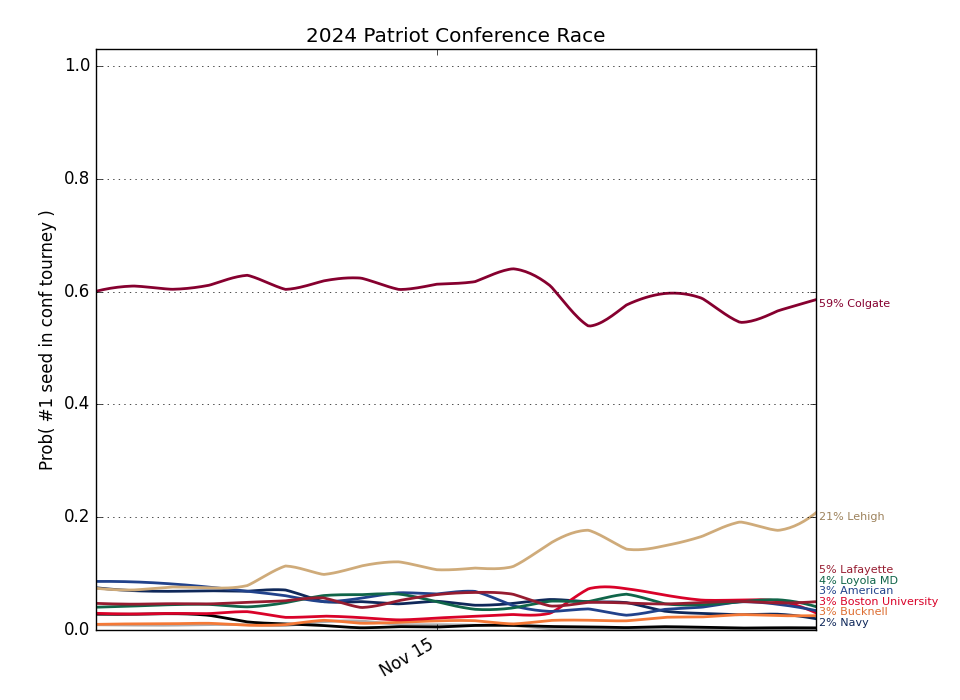 2024 Patriot Conference Race
Prob( #1 seed in conf tourney )
1.0
0.8
0.6
0.4
0.2
0.0
Nov 15
59% Colgate
21% Lehigh
5% Lafayette
4% Loyola MD
3% American
3% Boston University
3% Bucknell
2% Navy